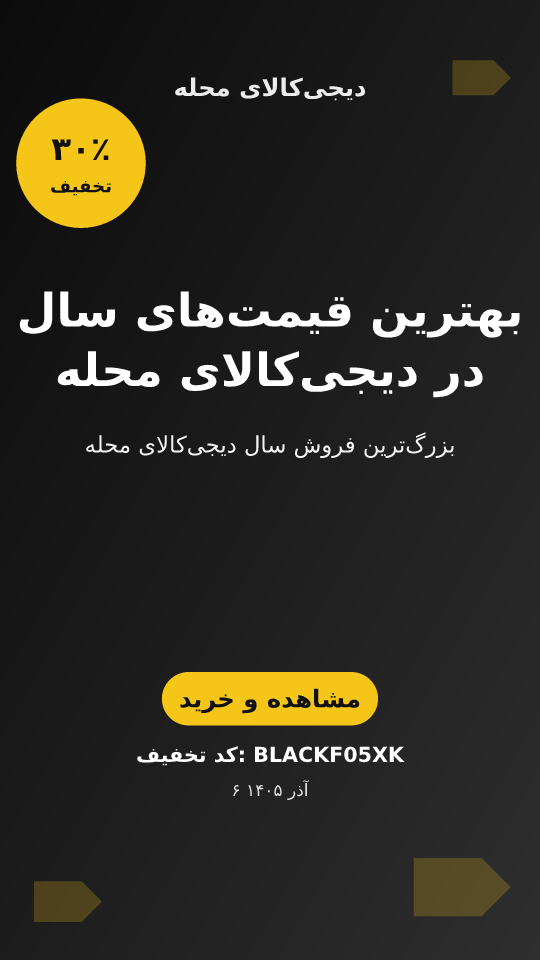 دیجی‌کالای محله
۳۰٪
تخفیف
بهترین قیمت‌های سال
در دیجی‌کالای محله
بزرگ‌ترین فروش سال دیجی‌کالای محله
مشاهده و خرید
کد تخفیف: BLACKF05XK
۶ آذر ۱۴۰۵